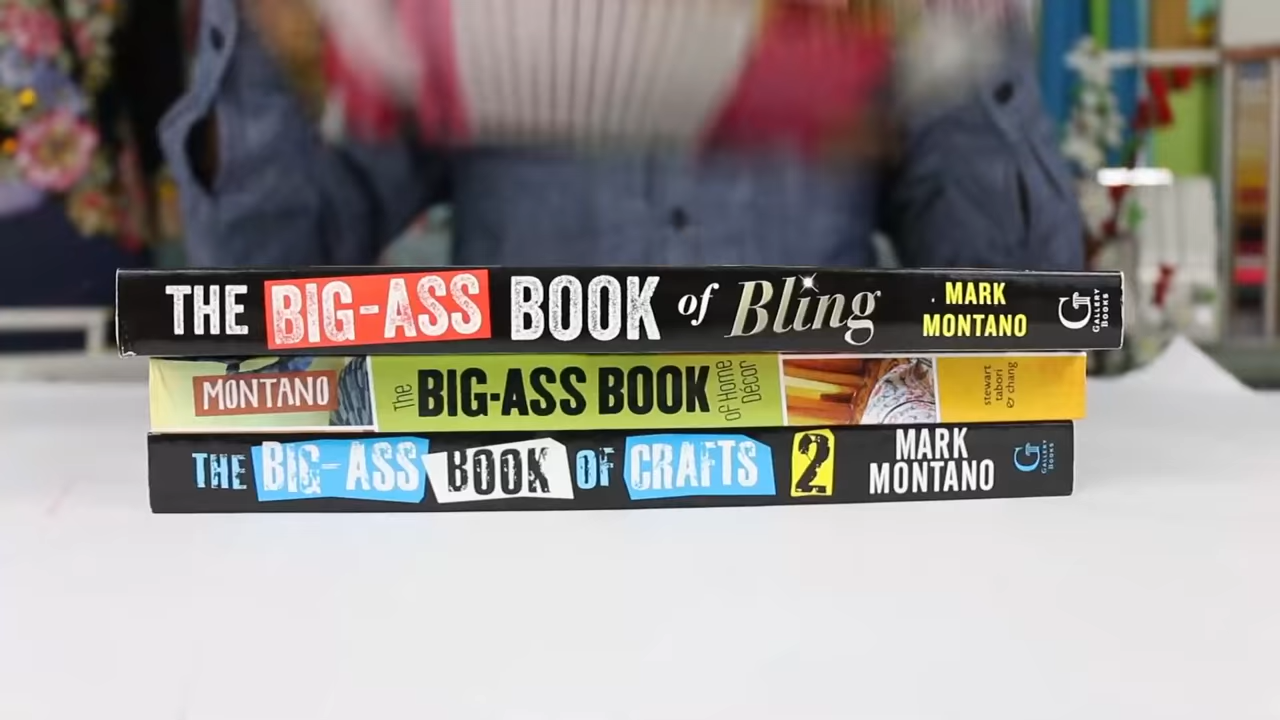 THE BIG-ASS BOOK of Bling
MARK
MONTANO
G
GALLERY
BOOKS
MONTANO
The BIG-ASS BOOK
of Home
Décor
stewart
tabori
& chang
THE BIG-ASS BOOK OF CRAFTS 2
MARK
MONTANO
G
GALLERY
BOOKS